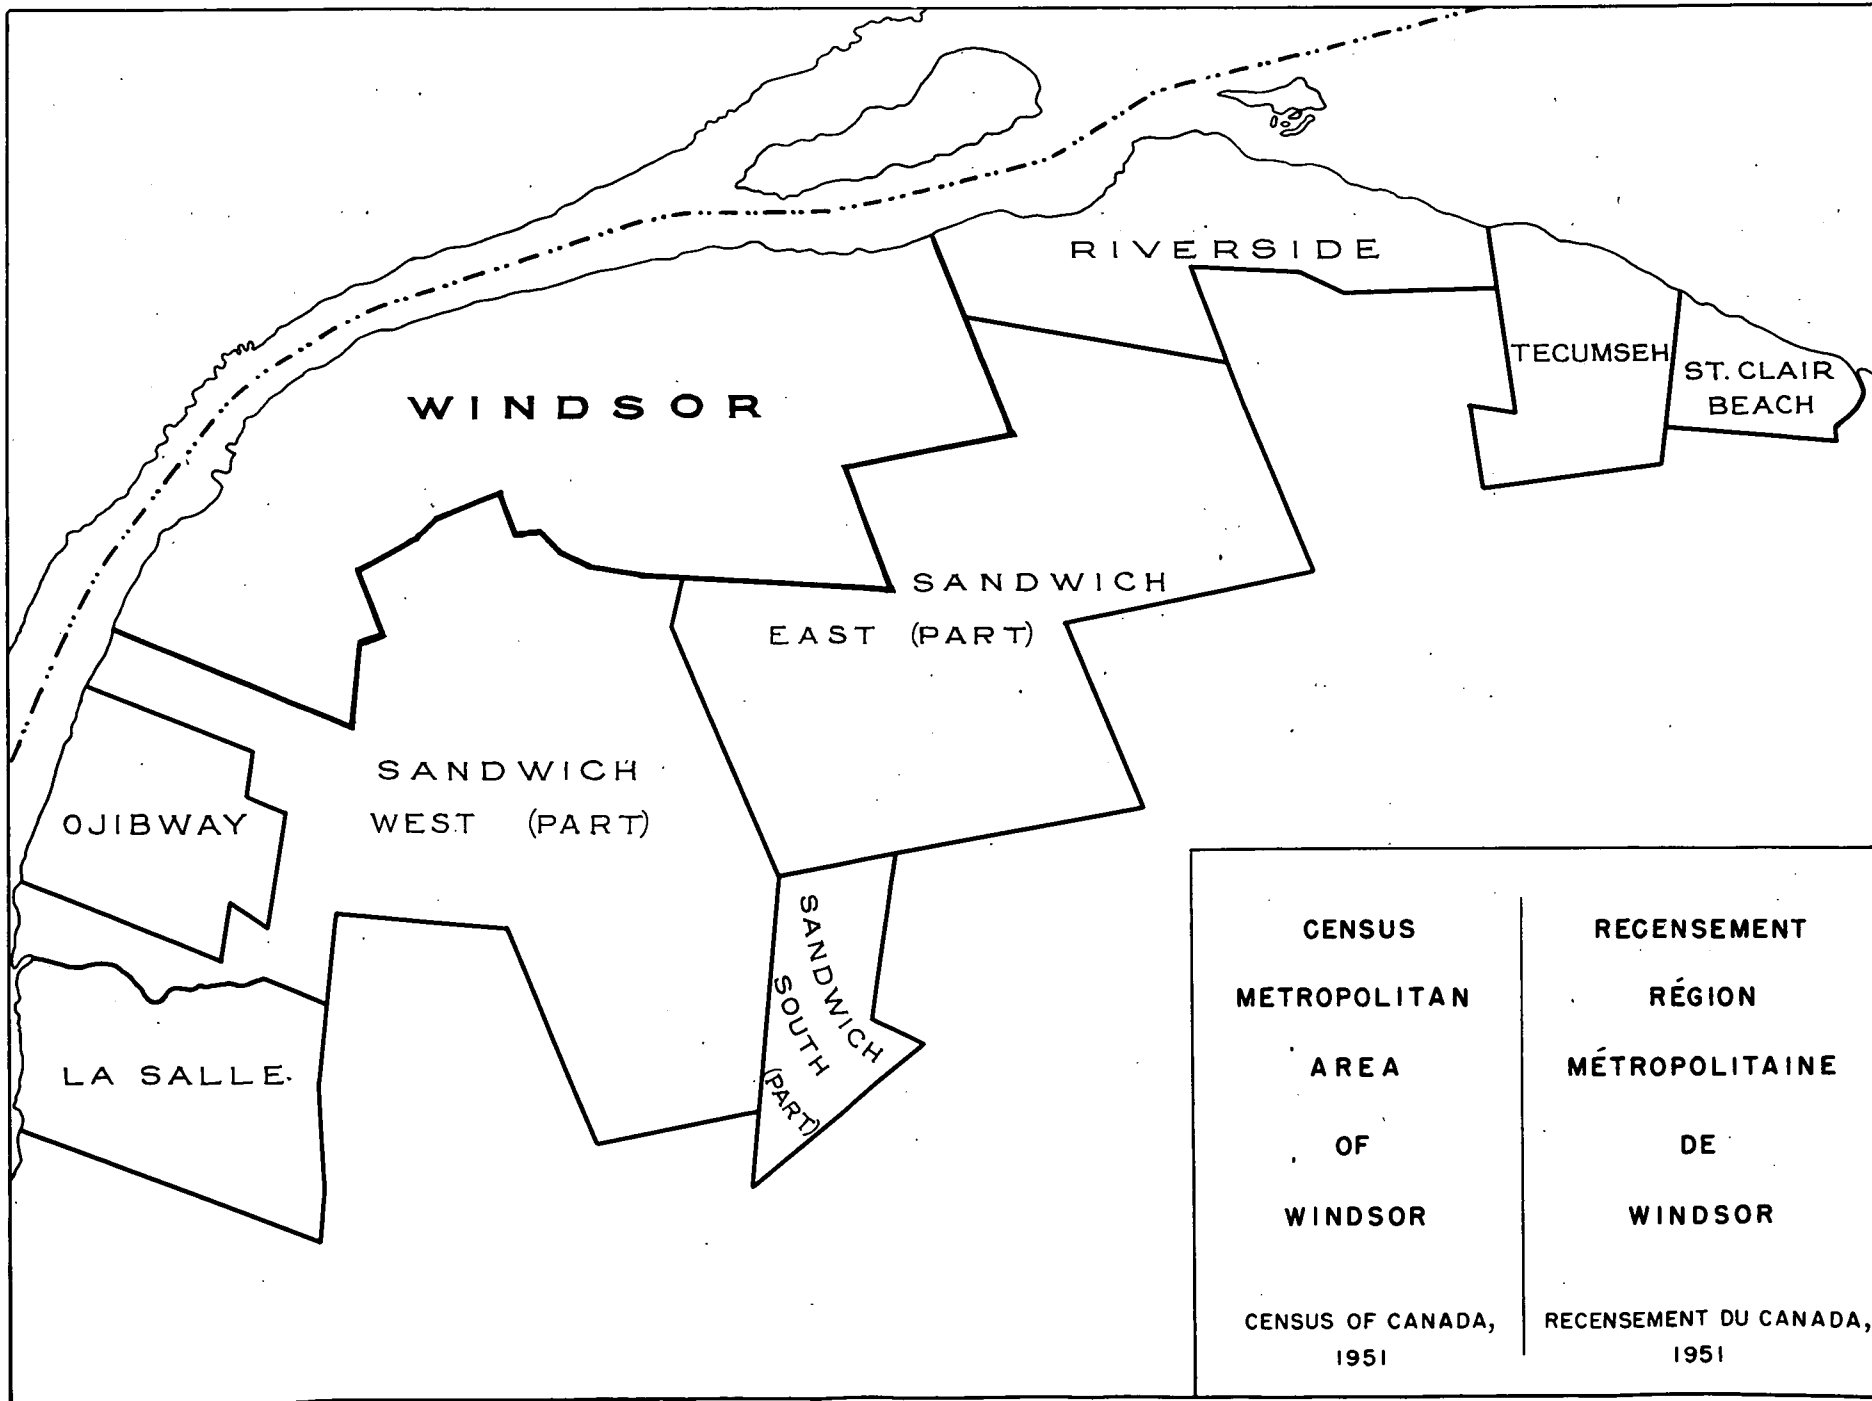 RIVERSIDE
TECUMSEH
ST. CLAIR
BEACH
WINDSOR
SANDWICH
EAST (PART)
SANDWICH
WEST (PART)
OJIBWAY
SANDWICH
SOUTH
(PART)
LA SALLE
CENSUS
METROPOLITAN
AREA
OF
WINDSOR
CENSUS OF CANADA,
1951
RECENSEMENT
RÉGION
MÉTROPOLITAINE
DE
WINDSOR
RECENSEMENT DU CANADA,
1951